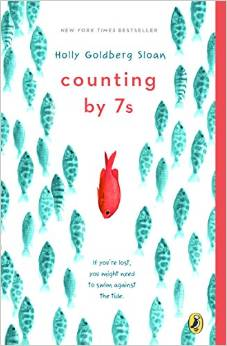 NEW YORK TIMES BESTSELLER
Holly Goldberg Sloan
counting
by 7s
If you're lost,
you might need
to swim against
the tide.